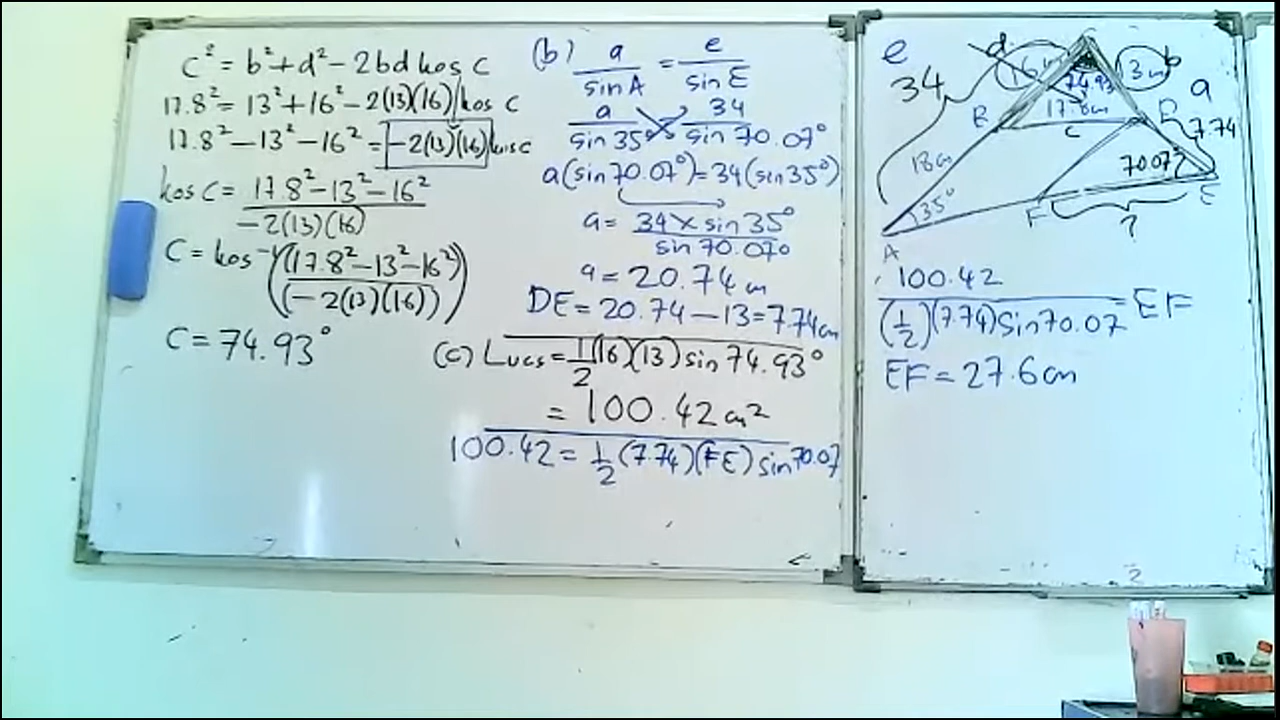 c² = b² + d² - 2bd kos C
17.8² = 13² + 16² - 2(13)(16) kos C
17.8² - 13² - 16² = -2(13)(16) kos C
kos C = 17.8² - 13² - 16²
-2(13)(16)
C = kos⁻¹((17.8² - 13² - 16²)
(-2(13)(16)))
C = 74.93°
(b) a = e
sin A sin E
a 34
sin 35° sin 70.07°
a(sin 70.07°) = 34(sin 35°)
a = 34 × sin 35°
sin 70.07°
a = 20.74 cm
DE = 20.74 - 13 = 7.74 cm
(c) Luas = 1/2 (16)(13) sin 74.93°
= 100.42 cm²
100.42 = 1/2 (7.74)(FE) sin 70.07
e
34
d
C
b
74.93
a
17.8 cm
B
c
D
7.74
18cm
70.07°
35°
F
E
?
A
100.42
(1/2)(7.74) sin 70.07 = EF
EF = 27.6 cm